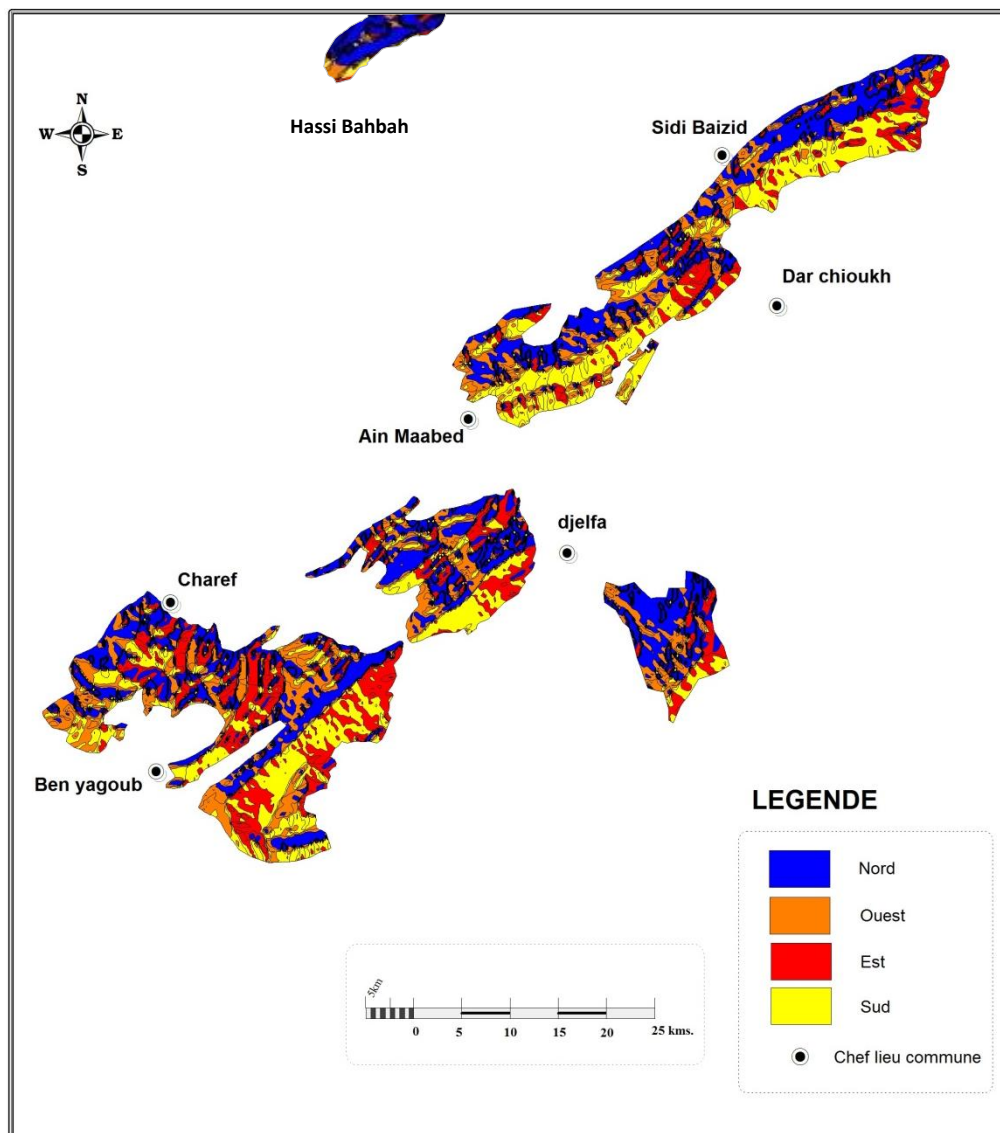 N
W E
S
Hassi Bahbah
Sidi Baizid
Dar chioukh
Ain Maabed
djelfa
Charef
Ben yagoub
LEGENDE
Nord
Ouest
Est
Sud
Chef lieu commune
5km
0 5 10 15 20 25 kms.